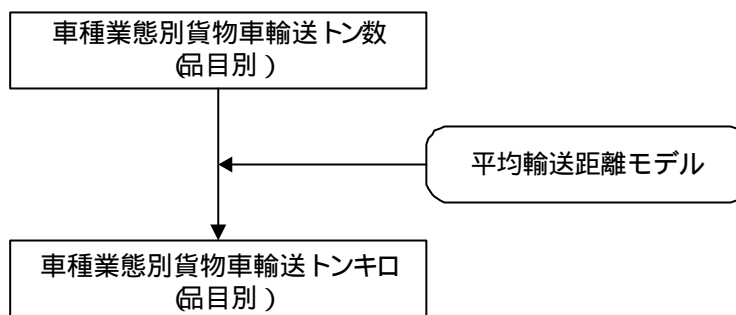 車種業態別貨物車輸送トン数
(品目別)
平均輸送距離モデル
車種業態別貨物車輸送トンキロ
(品目別)